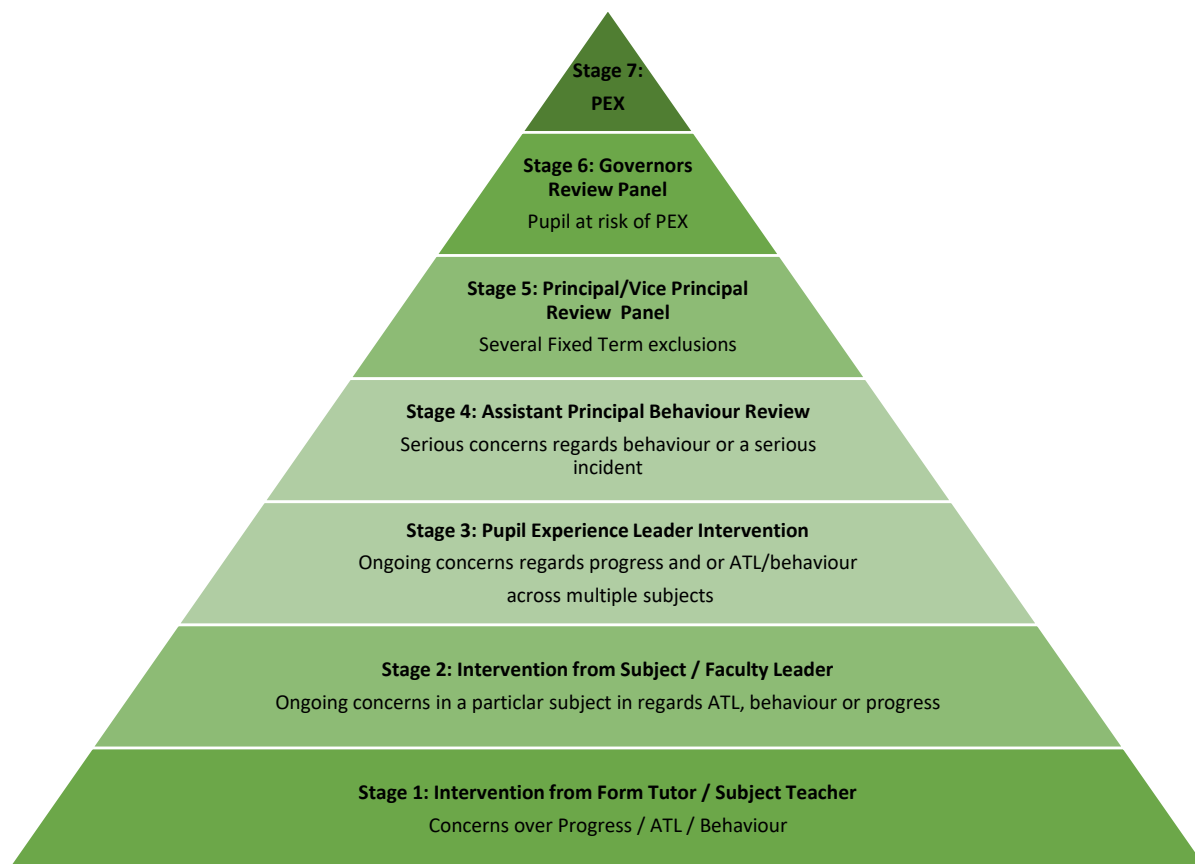 Stage 7:
PEX
Stage 6: Governors
Review Panel
Pupil at risk of PEX
Stage 5: Principal/Vice Principal
Review Panel
Several Fixed Term exclusions
Stage 4: Assistant Principal Behaviour Review
Serious concerns regards behaviour or a serious
incident
Stage 3: Pupil Experience Leader Intervention
Ongoing concerns regards progress and or ATL/behaviour
across multiple subjects
Stage 2: Intervention from Subject / Faculty Leader
Ongoing concerns in a particlar subject in regards ATL, behaviour or progress
Stage 1: Intervention from Form Tutor / Subject Teacher
Concerns over Progress / ATL / Behaviour